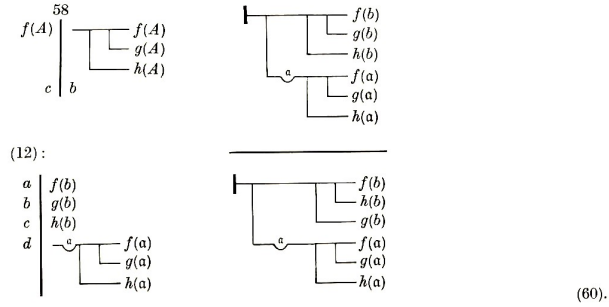 58
f(A) f(A)
g(A)
h(A)
c b
f(b)
g(b)
h(b)
a f(𝔞)
g(𝔞)
h(𝔞)
(12):
a f(b)
b g(b)
c h(b)
d a f(𝔞)
g(𝔞)
h(𝔞)
f(b)
h(b)
g(b)
a f(𝔞)
g(𝔞)
h(𝔞)
(60).